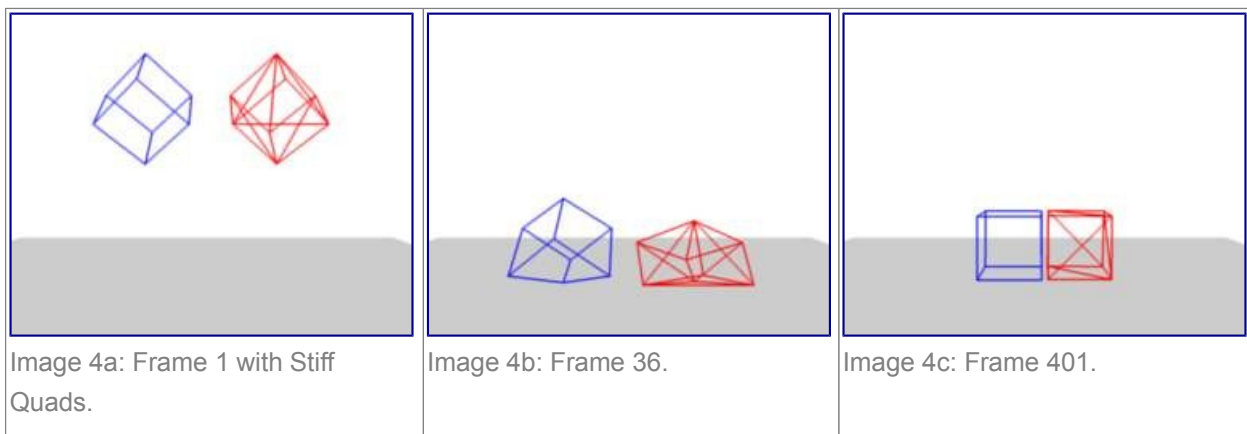 Image 4a: Frame 1 with Stiff
Quads.
Image 4b: Frame 36.
Image 4c: Frame 401.